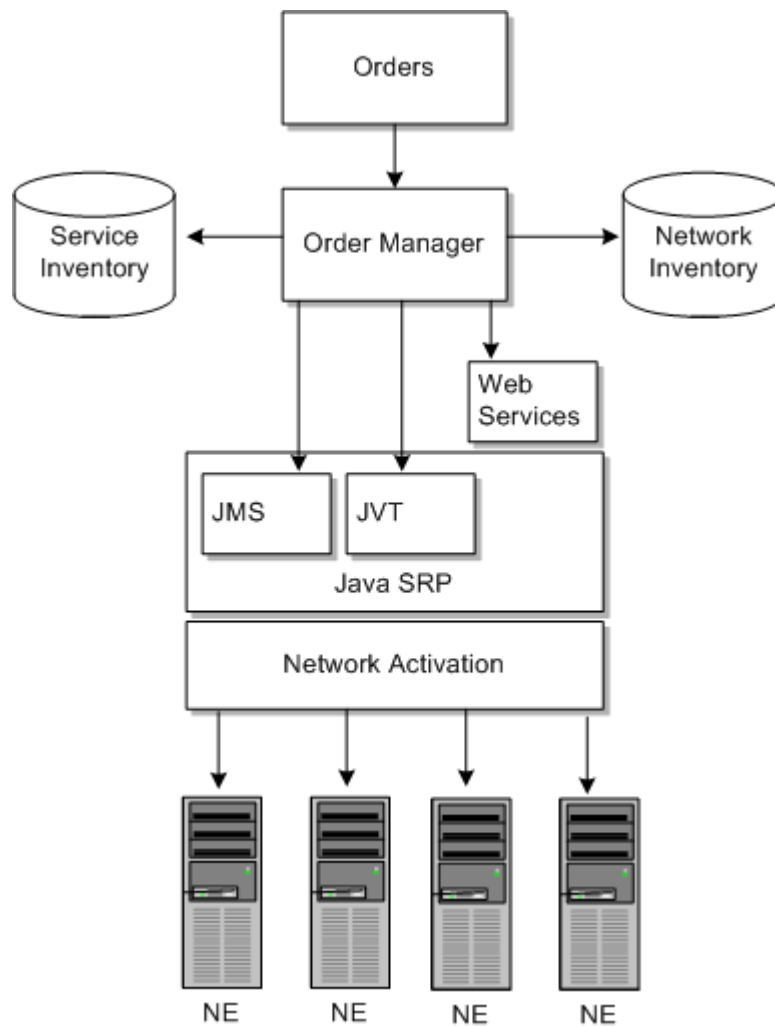 Orders
Service
Inventory
Order Manager
Network
Inventory
Web
Services
JMS
JVT
Java SRP
Network Activation
NE
NE
NE
NE